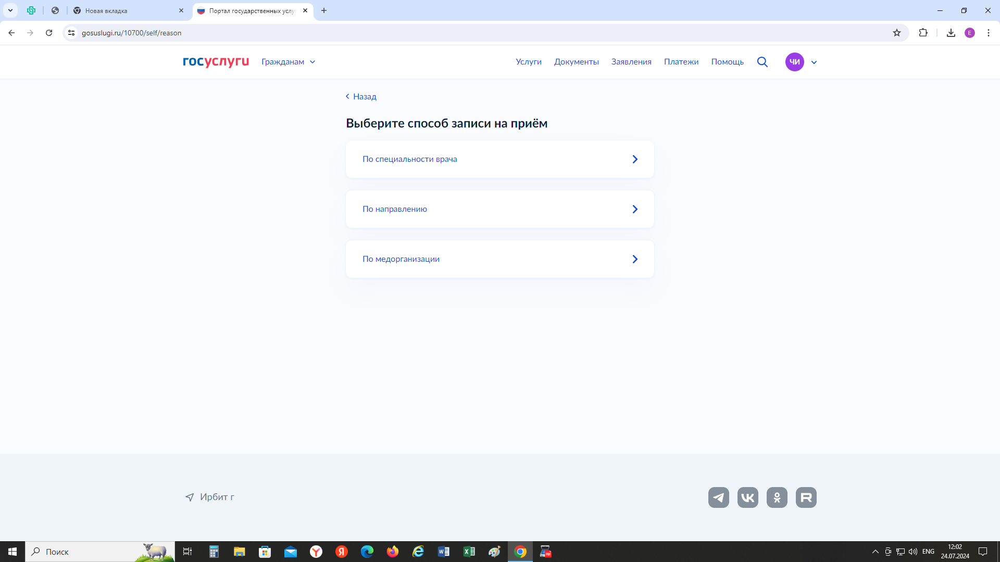 Новая вкладка
Портал государственных услу
gosuslugi.ru/10700/self/reason
E
госуслуги
Гражданам
Услуги
Документы
Заявления
Платежи
Помощь
ЧИ
Назад
Выберите способ записи на приём
По специальности врача
По направлению
По медорганизации
Ирбит г
Поиск
ENG
12:02
24.07.2024